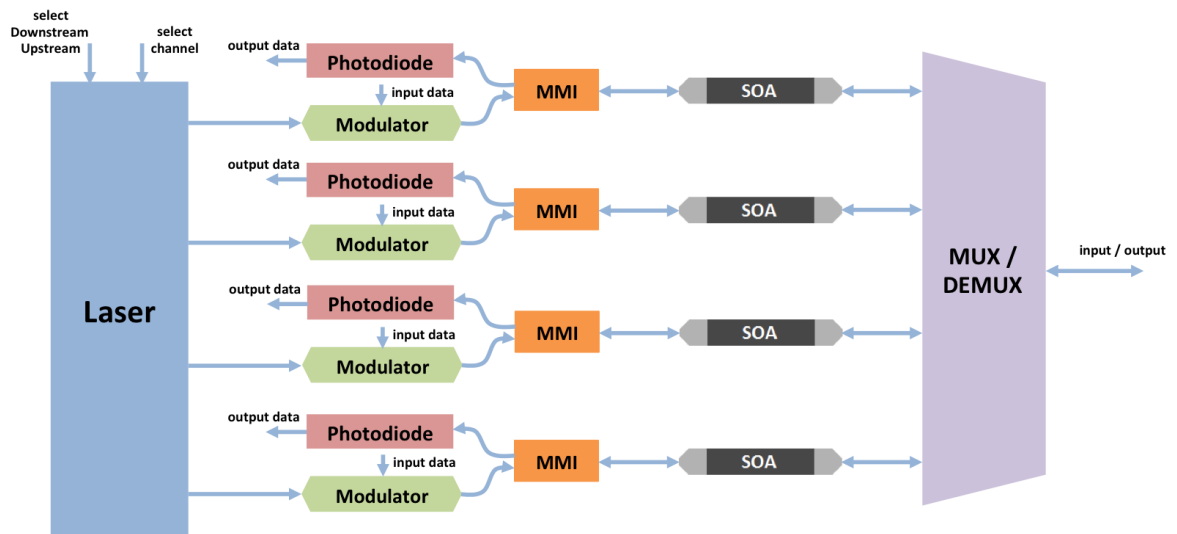 select
Downstream
Upstream
select
channel
Laser
output data
Photodiode
input data
Modulator
MMI
SOA
output data
Photodiode
input data
Modulator
MMI
SOA
output data
Photodiode
input data
Modulator
MMI
SOA
output data
Photodiode
input data
Modulator
MMI
SOA
MUX /
DEMUX
input / output